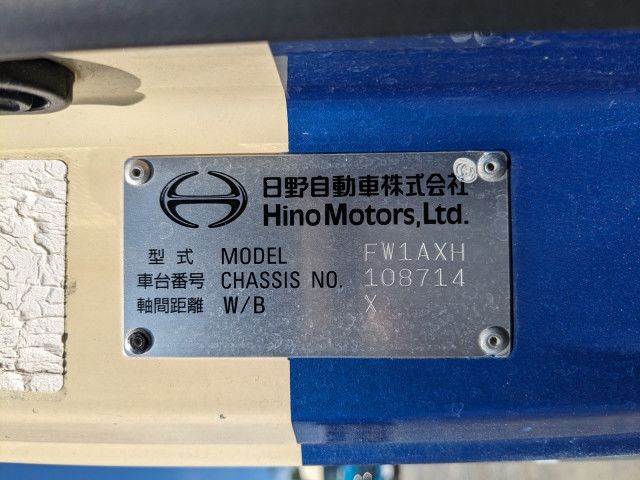 日野自動車株式会社
Hino Motors, Ltd.
型式 MODEL FW1AXH
車台番号 CHASSIS NO. 108714
軸間距離 W/B X